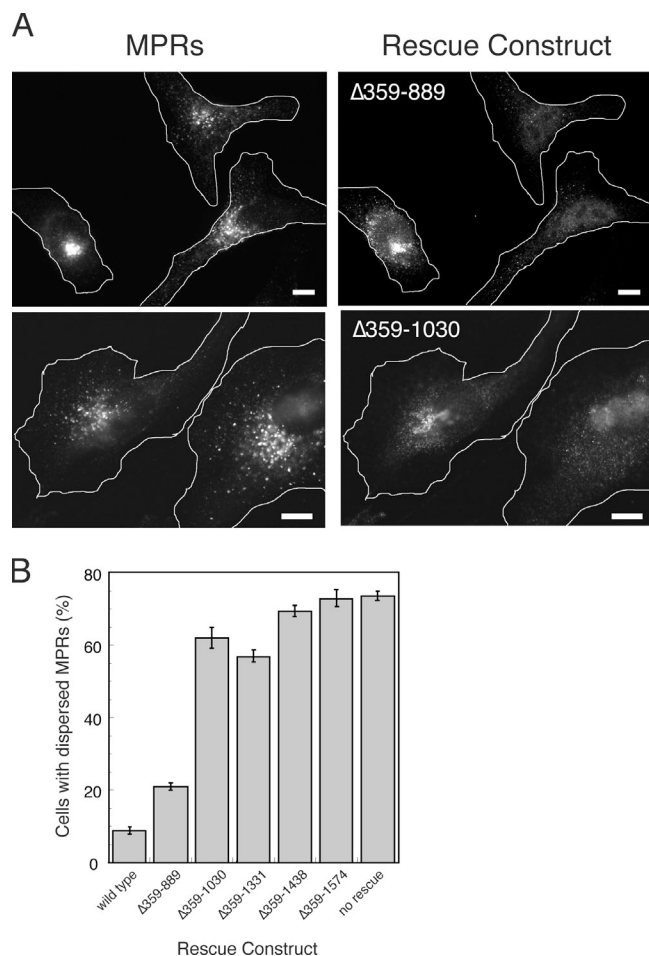 A
MPRs
Rescue Construct
Δ359-889
Δ359-1030
B
Cells with dispersed MPRs (%)
80
60
40
20
0
wild type
Δ359-889
Δ359-1030
Δ359-1331
Δ359-1438
Δ359-1574
no rescue
Rescue Construct